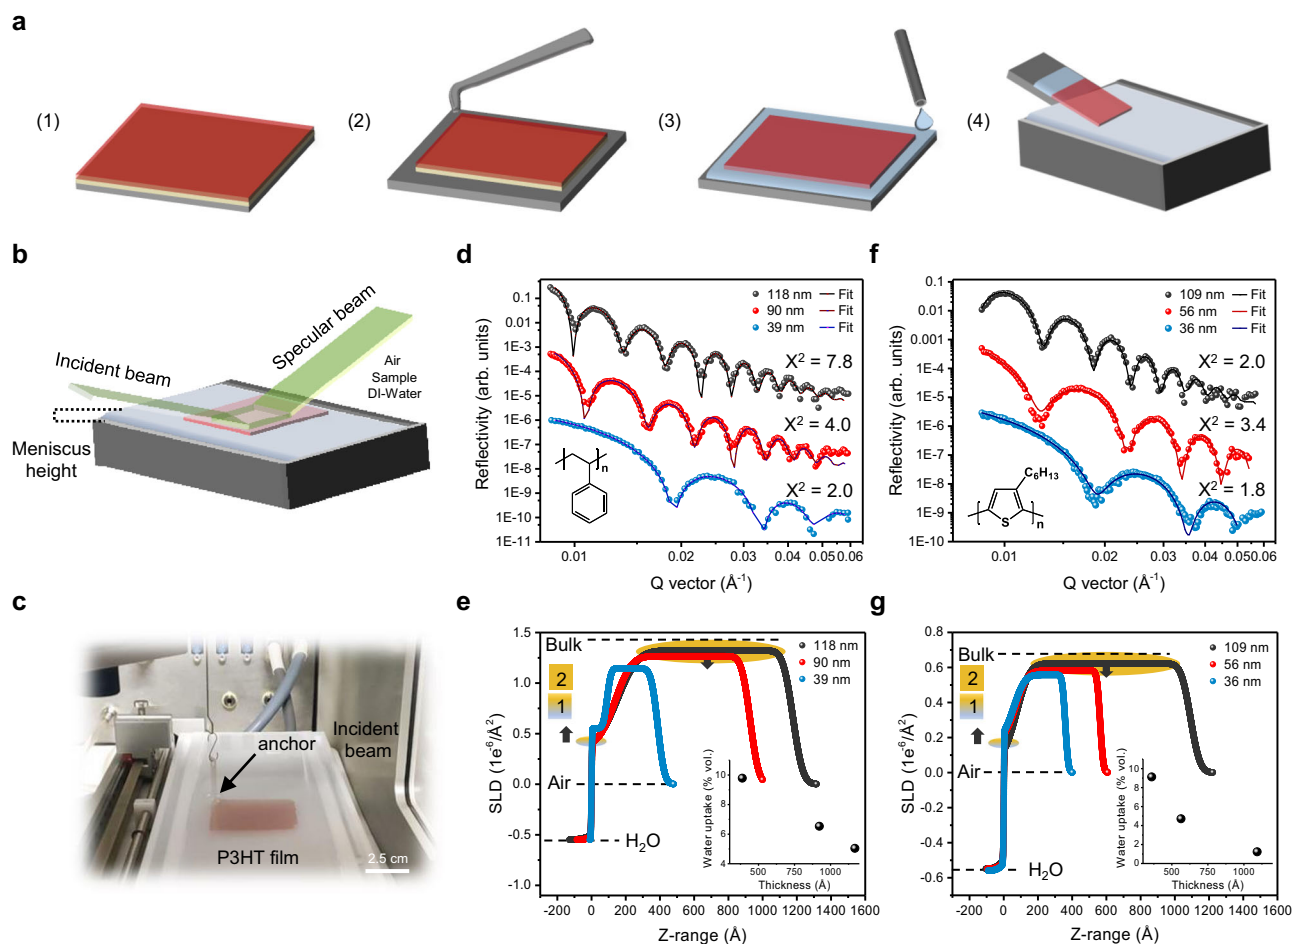 a
(1)
(2)
(3)
(4)
b
Incident beam
Specular beam
Air
Sample
DI-Water
Meniscus
height
c
anchor
Incident
beam
P3HT film
2.5 cm
d
Reflectivity (arb. units)
0.1
0.01
1E-3
1E-4
1E-5
1E-6
1E-7
1E-8
1E-9
1E-10
1E-11
118 nm — Fit
90 nm — Fit
39 nm — Fit
X² = 7.8
X² = 4.0
X² = 2.0
n
0.01 0.02 0.03 0.04 0.05 0.06
Q vector (Å⁻¹)
f
Reflectivity (arb. units)
0.1
0.01
0.001
1E-4
1E-5
1E-6
1E-7
1E-8
1E-9
1E-10
109 nm — Fit
56 nm — Fit
36 nm — Fit
X² = 2.0
X² = 3.4
X² = 1.8
C₆H₁₃
S
n
0.01 0.02 0.03 0.04 0.05 0.06
Q vector (Å⁻¹)
e
SLD (1e⁻⁶/Å²)
1.5
1.0
0.5
0.0
-0.5
-1.0
Bulk
2
1
Air
H₂O
118 nm
90 nm
39 nm
Water uptake (% vol.)
10
8
6
4
400 600 800 1000
Thickness (Å)
-200 0 200 400 600 800 1000 1200 1400 1600
Z-range (Å)
g
SLD (1e⁻⁶/Å²)
0.8
0.6
0.4
0.2
0.0
-0.2
-0.4
-0.6
Bulk
2
1
Air
H₂O
109 nm
56 nm
36 nm
Water uptake (% vol.)
10
8
6
4
2
0
400 600 800 1000
Thickness (Å)
-200 0 200 400 600 800 1000 1200 1400 1600
Z-range (Å)